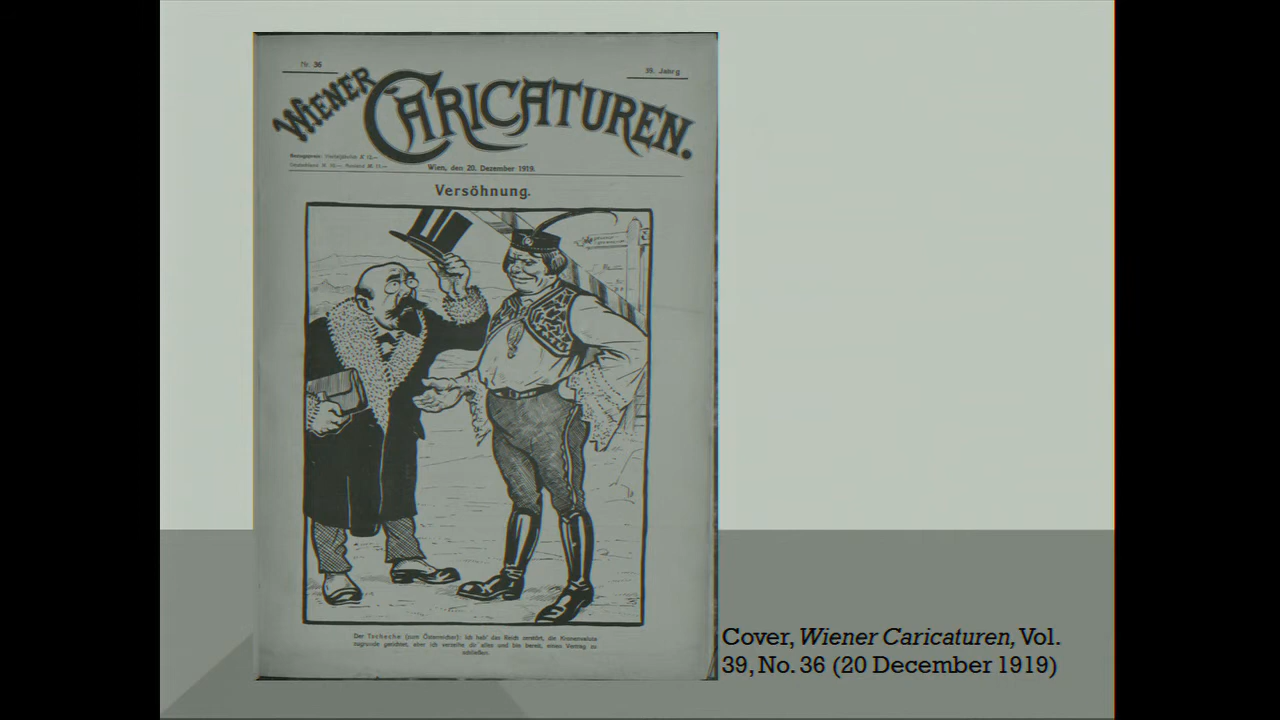 Nr. 36
39. Jahrg
WIENER CARICATUREN.
Wien, den 20. Dezember 1919.
Versöhnung.
Der Tscheche (zum Österreicher): Ich hab' das Reich zerstört, die Kronenvaluta
zugrunde gerichtet, aber ich verzeihe dir alles und bin bereit, einen Vertrag zu
schließen.
Cover, Wiener Caricaturen, Vol.
39, No. 36 (20 December 1919)